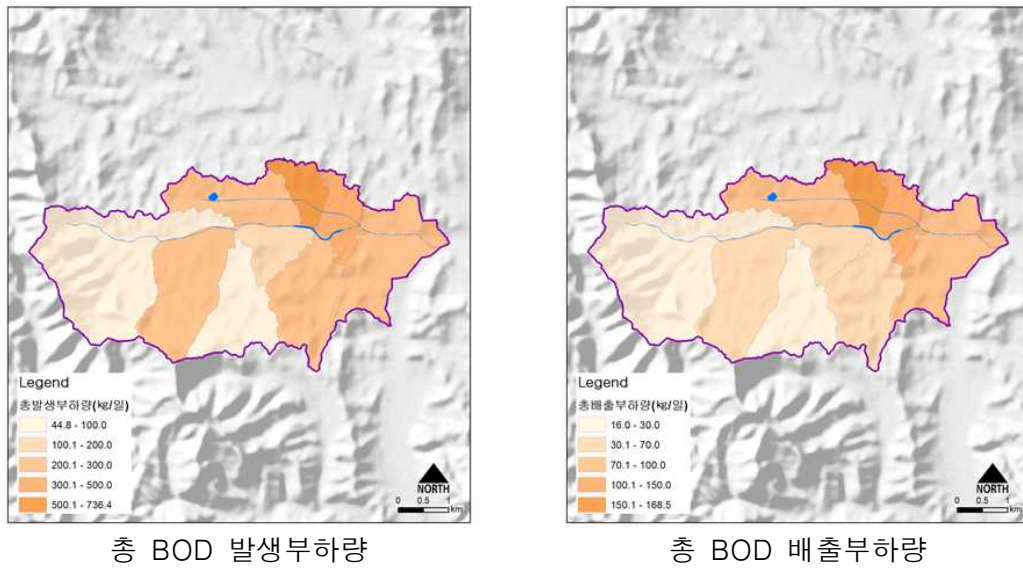 Legend
총발생부하량(kg/일)
44.8 - 100.0
100.1 - 200.0
200.1 - 300.0
300.1 - 500.0
500.1 - 736.4
NORTH
0 0.5 1
km
총 BOD 발생부하량
Legend
총배출부하량(kg/일)
16.0 - 30.0
30.1 - 70.0
70.1 - 100.0
100.1 - 150.0
150.1 - 168.5
NORTH
0 0.5 1
km
총 BOD 배출부하량